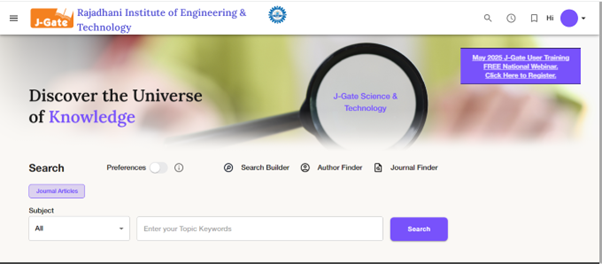 J-Gate
Rajadhani Institute of Engineering &
Technology
Hi
May 2025 J-Gate User Training
FREE National Webinar.
Click Here to Register.
Discover the Universe
of Knowledge
J-Gate Science &
Technology
Search
Preferences
Search Builder
Author Finder
Journal Finder
Journal Articles
Subject
All
Enter your Topic Keywords
Search